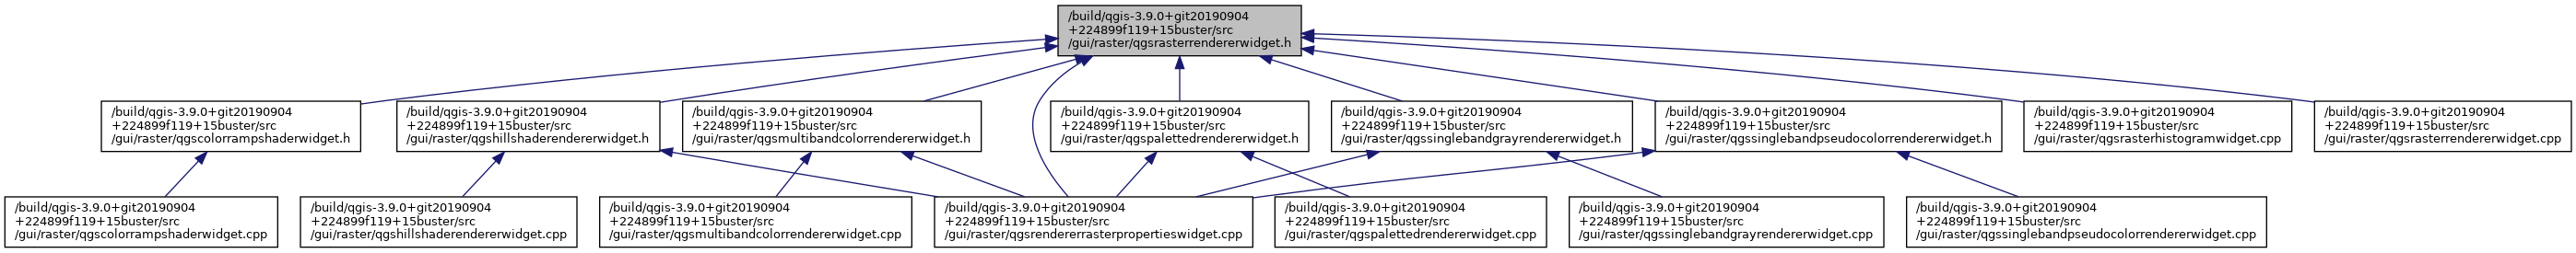 /build/qgis-3.9.0+git20190904
+224899f119+15buster/src
/gui/raster/qgsrasterrendererwidget.h
/build/qgis-3.9.0+git20190904
+224899f119+15buster/src
/gui/raster/qgscolorrampshaderwidget.h
/build/qgis-3.9.0+git20190904
+224899f119+15buster/src
/gui/raster/qgshillshaderendererwidget.h
/build/qgis-3.9.0+git20190904
+224899f119+15buster/src
/gui/raster/qgsmultibandcolorrendererwidget.h
/build/qgis-3.9.0+git20190904
+224899f119+15buster/src
/gui/raster/qgspalettedrendererwidget.h
/build/qgis-3.9.0+git20190904
+224899f119+15buster/src
/gui/raster/qgssinglebandgrayrendererwidget.h
/build/qgis-3.9.0+git20190904
+224899f119+15buster/src
/gui/raster/qgssinglebandpseudocolorrendererwidget.h
/build/qgis-3.9.0+git20190904
+224899f119+15buster/src
/gui/raster/qgsrasterhistogramwidget.cpp
/build/qgis-3.9.0+git20190904
+224899f119+15buster/src
/gui/raster/qgsrasterrendererwidget.cpp
/build/qgis-3.9.0+git20190904
+224899f119+15buster/src
/gui/raster/qgscolorrampshaderwidget.cpp
/build/qgis-3.9.0+git20190904
+224899f119+15buster/src
/gui/raster/qgshillshaderendererwidget.cpp
/build/qgis-3.9.0+git20190904
+224899f119+15buster/src
/gui/raster/qgsmultibandcolorrendererwidget.cpp
/build/qgis-3.9.0+git20190904
+224899f119+15buster/src
/gui/raster/qgsrendererrasterpropertieswidget.cpp
/build/qgis-3.9.0+git20190904
+224899f119+15buster/src
/gui/raster/qgspalettedrendererwidget.cpp
/build/qgis-3.9.0+git20190904
+224899f119+15buster/src
/gui/raster/qgssinglebandgrayrendererwidget.cpp
/build/qgis-3.9.0+git20190904
+224899f119+15buster/src
/gui/raster/qgssinglebandpseudocolorrendererwidget.cpp